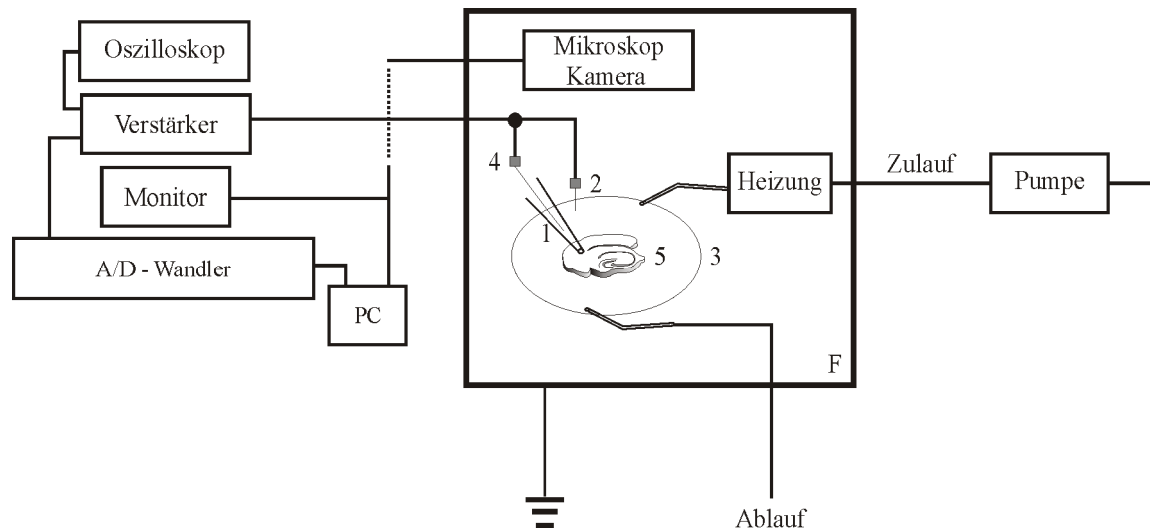 Oszilloskop
Mikroskop
Kamera
Verstärker
4
2
Zulauf
Monitor
Heizung
Pumpe
1
5
3
A/D - Wandler
PC
F
Ablauf